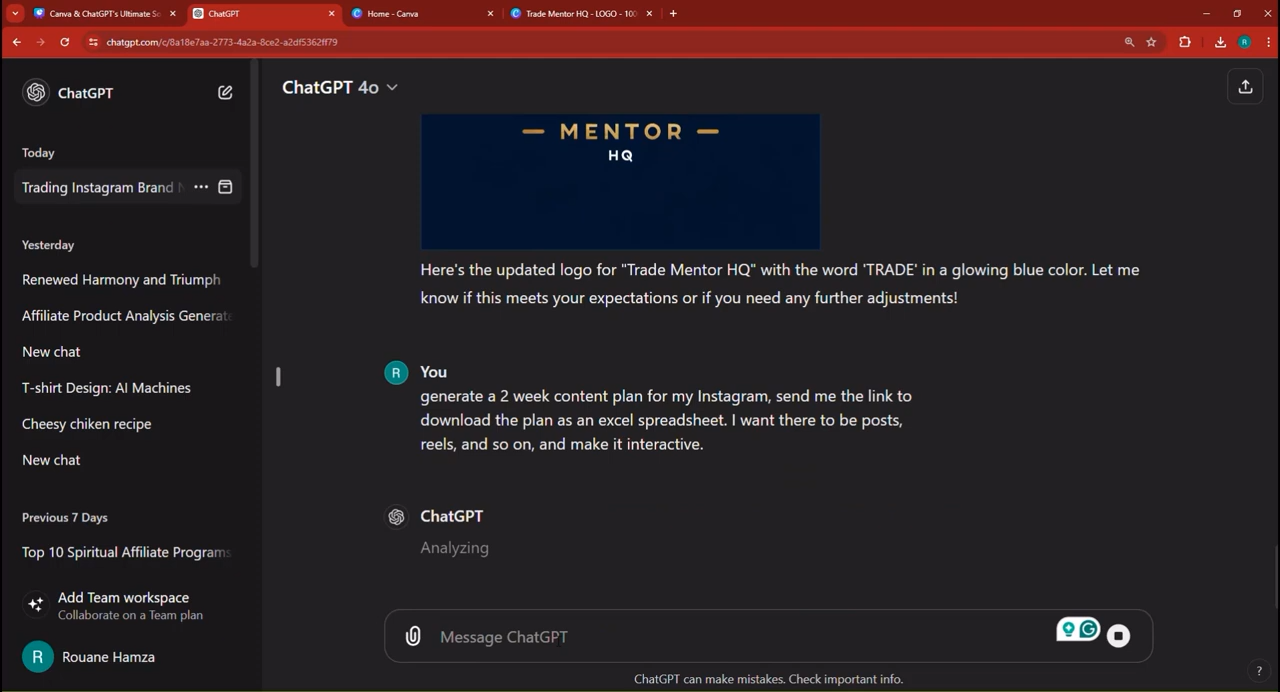 Canva & ChatGPT's Ultimate So
ChatGPT
Home - Canva
Trade Mentor HQ - LOGO - 100
chatgpt.com/c/8a18e7aa-2773-4a2a-8ce2-a2df5362ff79
R
ChatGPT
ChatGPT 4o
Today
Trading Instagram Brand N
Yesterday
Renewed Harmony and Triumph
Affiliate Product Analysis Generate
New chat
T-shirt Design: AI Machines
Cheesy chiken recipe
New chat
Previous 7 Days
Top 10 Spiritual Affiliate Programs
Add Team workspace
Collaborate on a Team plan
R
Rouane Hamza
MENTOR
HQ
Here's the updated logo for "Trade Mentor HQ" with the word 'TRADE' in a glowing blue color. Let me
know if this meets your expectations or if you need any further adjustments!
R
You
generate a 2 week content plan for my Instagram, send me the link to
download the plan as an excel spreadsheet. I want there to be posts,
reels, and so on, and make it interactive.
ChatGPT
Analyzing
Message ChatGPT
ChatGPT can make mistakes. Check important info.
?